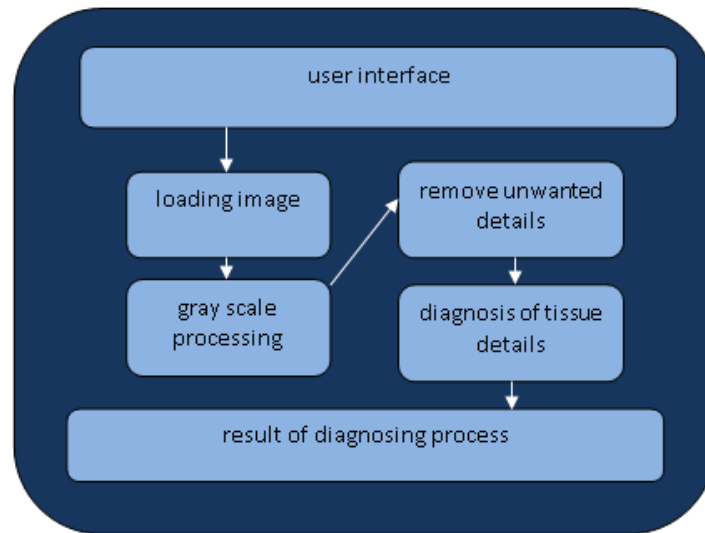 user interface
loading image
gray scale
processing
remove unwanted
details
diagnosis of tissue
details
result of diagnosing process